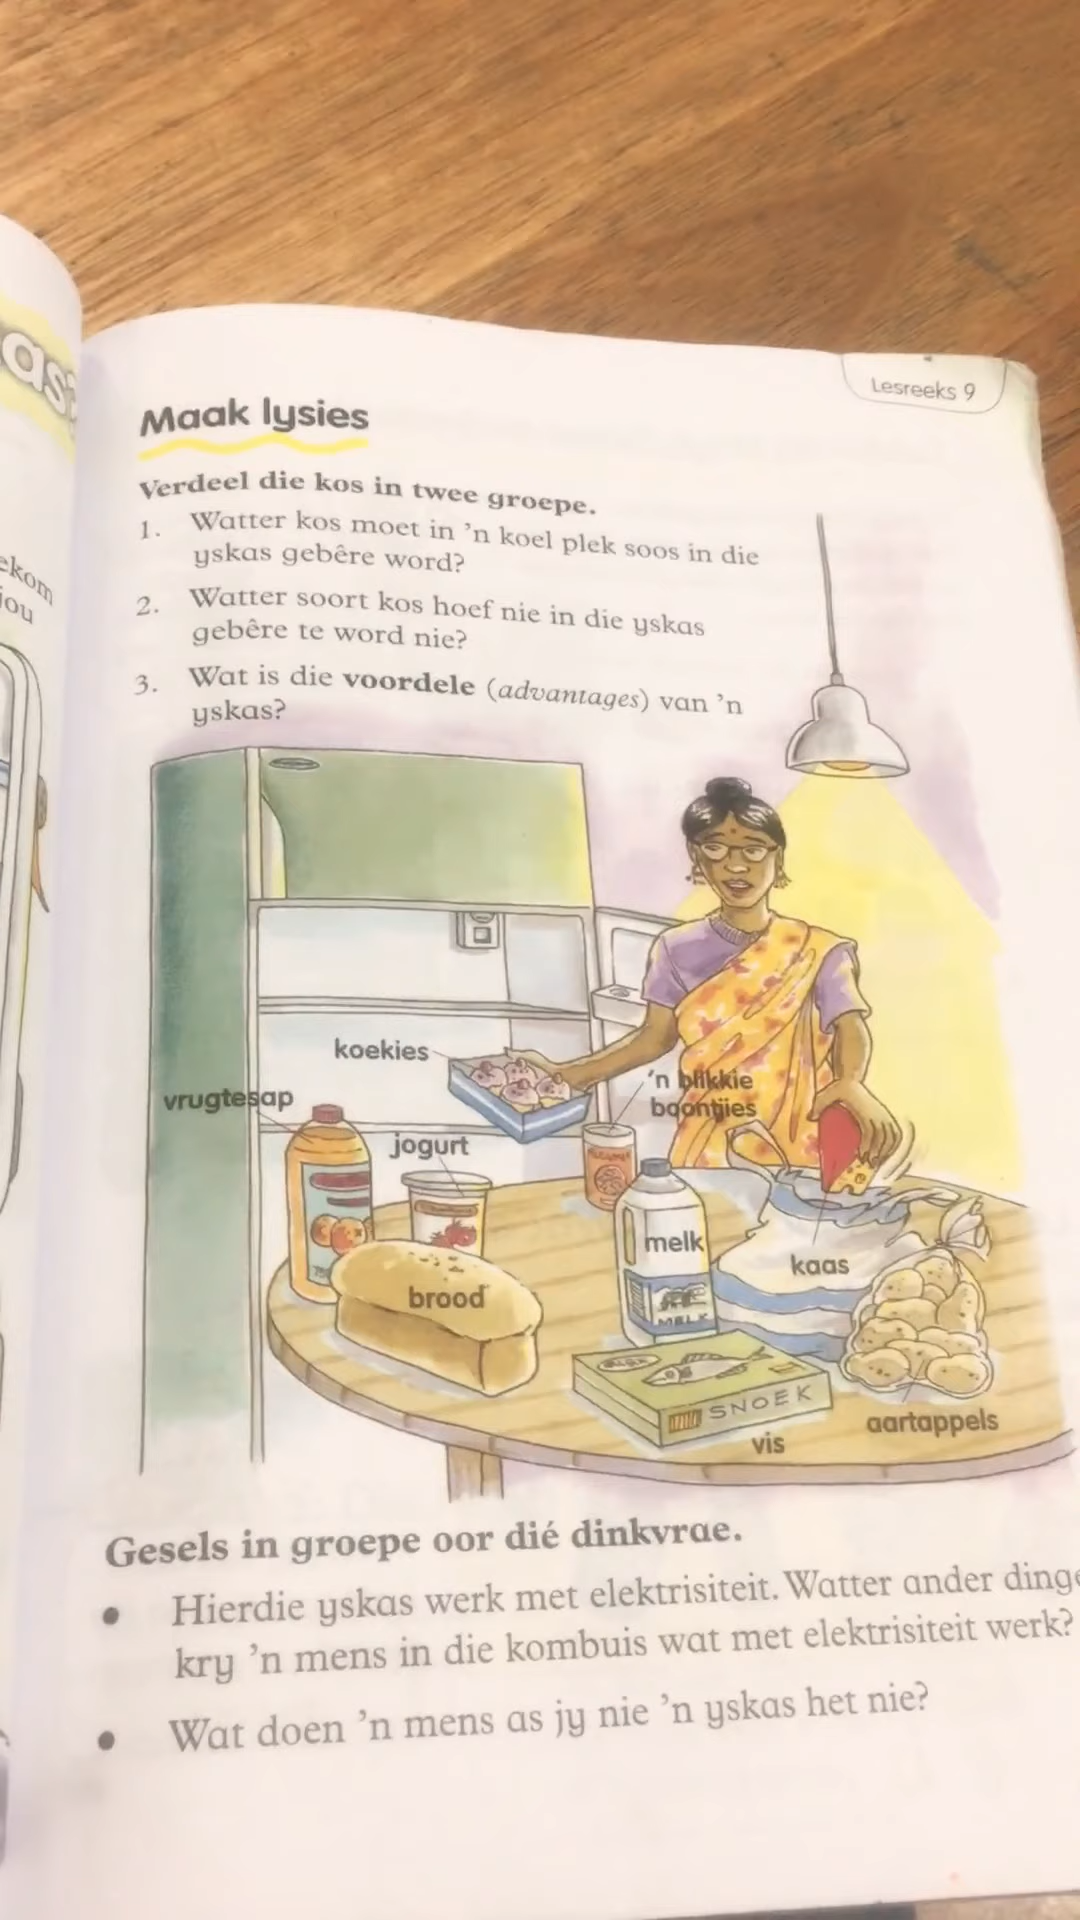 as
ekom
jou
Lesreeks 9
Maak lysies
Verdeel die kos in twee groepe.
1. Watter kos moet in 'n koel plek soos in die
yskas gebêre word?
2. Watter soort kos hoef nie in die yskas
gebêre te word nie?
3. Wat is die voordele (advantages) van 'n
yskas?
koekies
'n blikkie
boontjies
vrugtesap
jogurt
melk
kaas
brood
MELK
SNOEK
aartappels
vis
Gesels in groepe oor dié dinkvrae.
• Hierdie yskas werk met elektrisiteit. Watter ander dinge
kry 'n mens in die kombuis wat met elektrisiteit werk?
• Wat doen 'n mens as jy nie 'n yskas het nie?